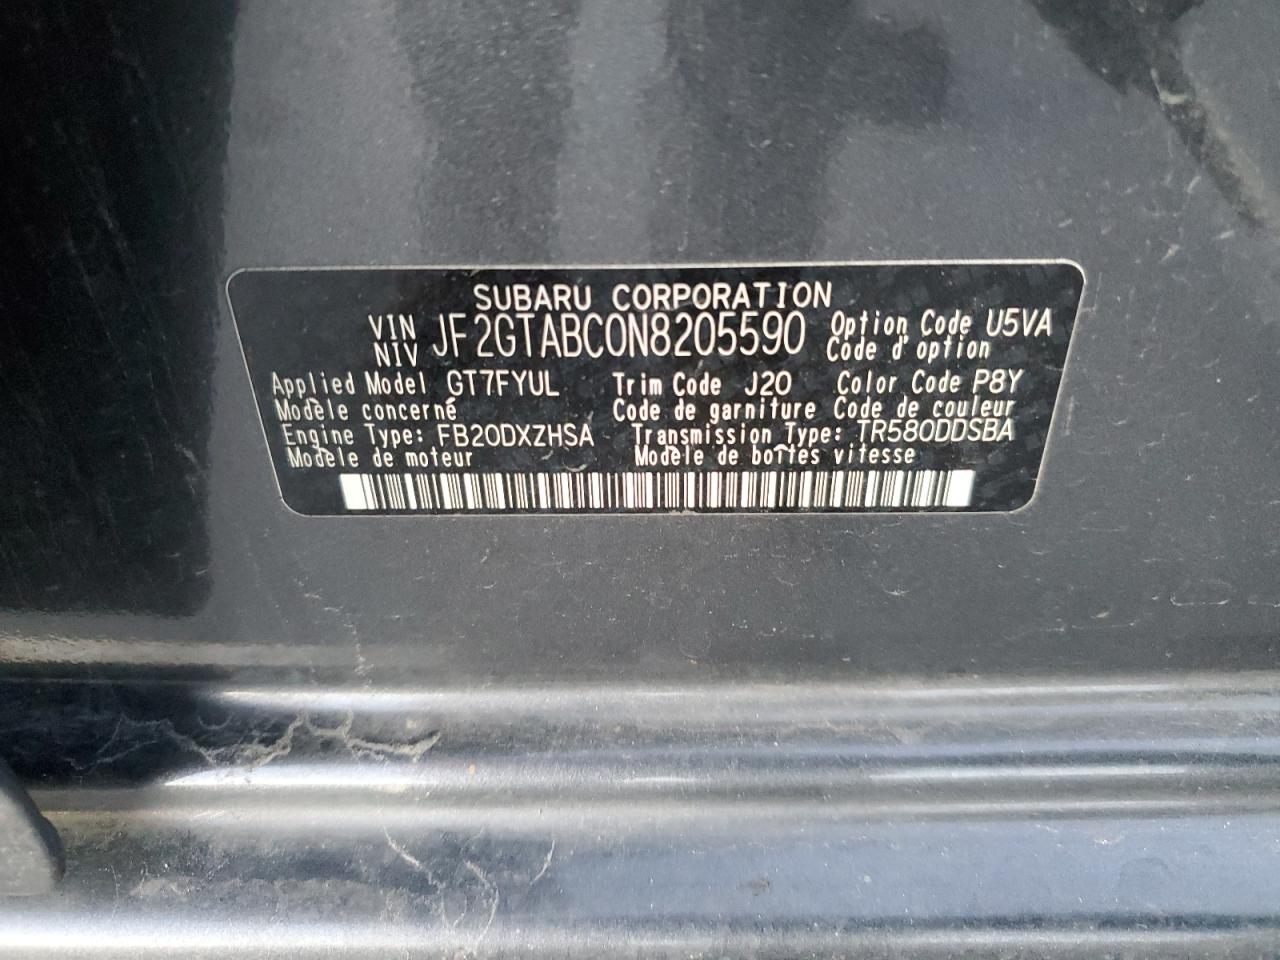 SUBARU CORPORATION
VIN JF2GTABC0N8205590 Option Code U5VA
NIV Code d'option
Applied Model GT7FYUL Trim Code J20 Color Code P8Y
Modèle concerné Code de garniture Code de couleur
Engine Type: FB20DXZHSA Transmission Type: TR580DDSBA
Modèle de moteur Modèle de boîtes vitesse